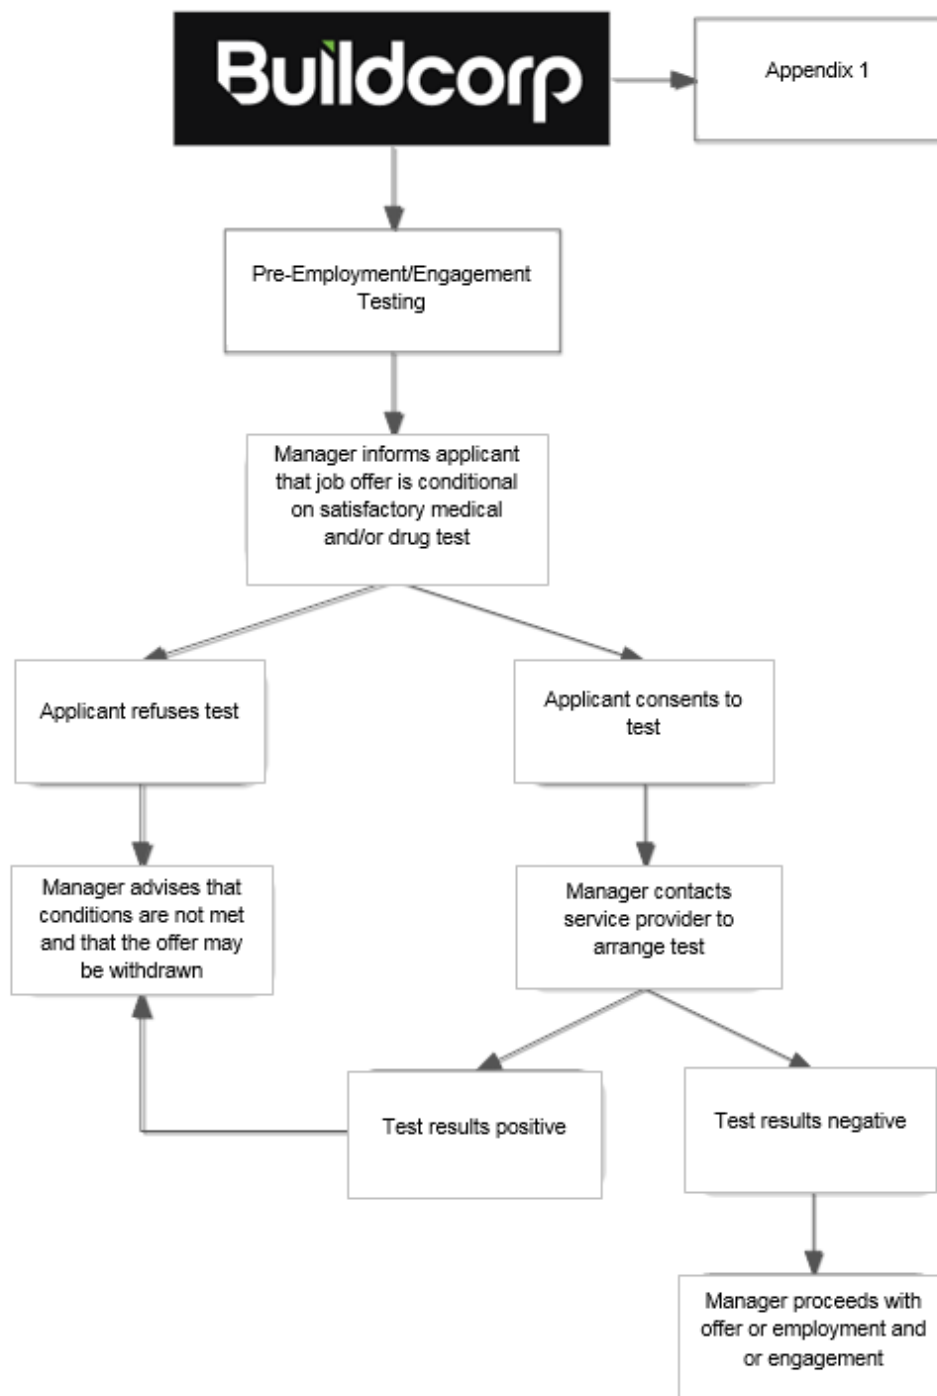 Buildcorp
Appendix 1
Pre-Employment/Engagement
Testing
Manager informs applicant
that job offer is conditional
on satisfactory medical
and/or drug test
Applicant refuses test
Applicant consents to
test
Manager advises that
conditions are not met
and that the offer may
be withdrawn
Manager contacts
service provider to
arrange test
Test results positive
Test results negative
Manager proceeds with
offer or employment and
or engagement